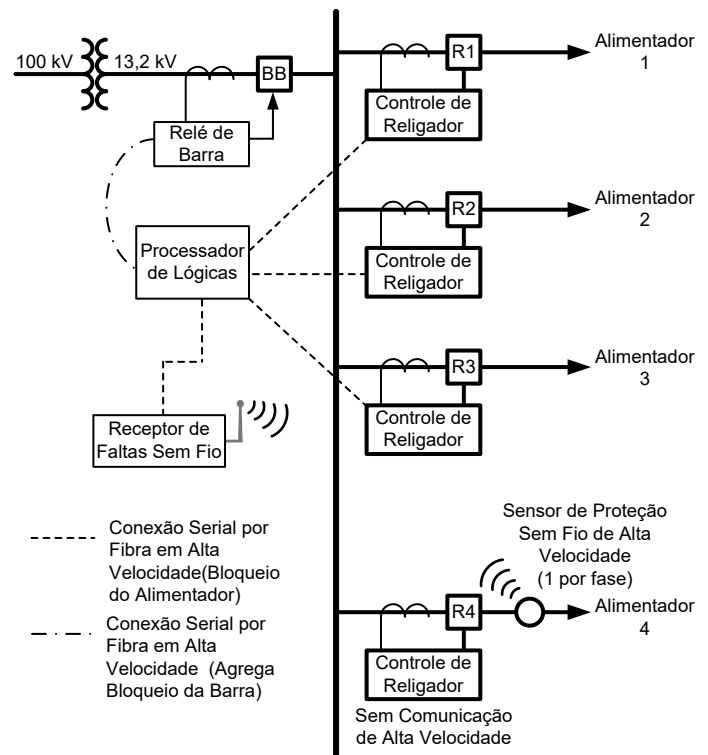 100 kV
13,2 kV
BB
Relé de
Barra
Processador
de Lógicas
Receptor de
Faltas Sem Fio
R1
Controle de
Religador
Alimentador
1
R2
Controle de
Religador
Alimentador
2
R3
Controle de
Religador
Alimentador
3
Sensor de Proteção
Sem Fio de Alta
Velocidade
(1 por fase)
R4
Controle de
Religador
Alimentador
4
Sem Comunicação
de Alta Velocidade
Conexão Serial por
Fibra em Alta
Velocidade(Bloqueio
do Alimentador)
Conexão Serial por
Fibra em Alta
Velocidade (Agrega
Bloqueio da Barra)